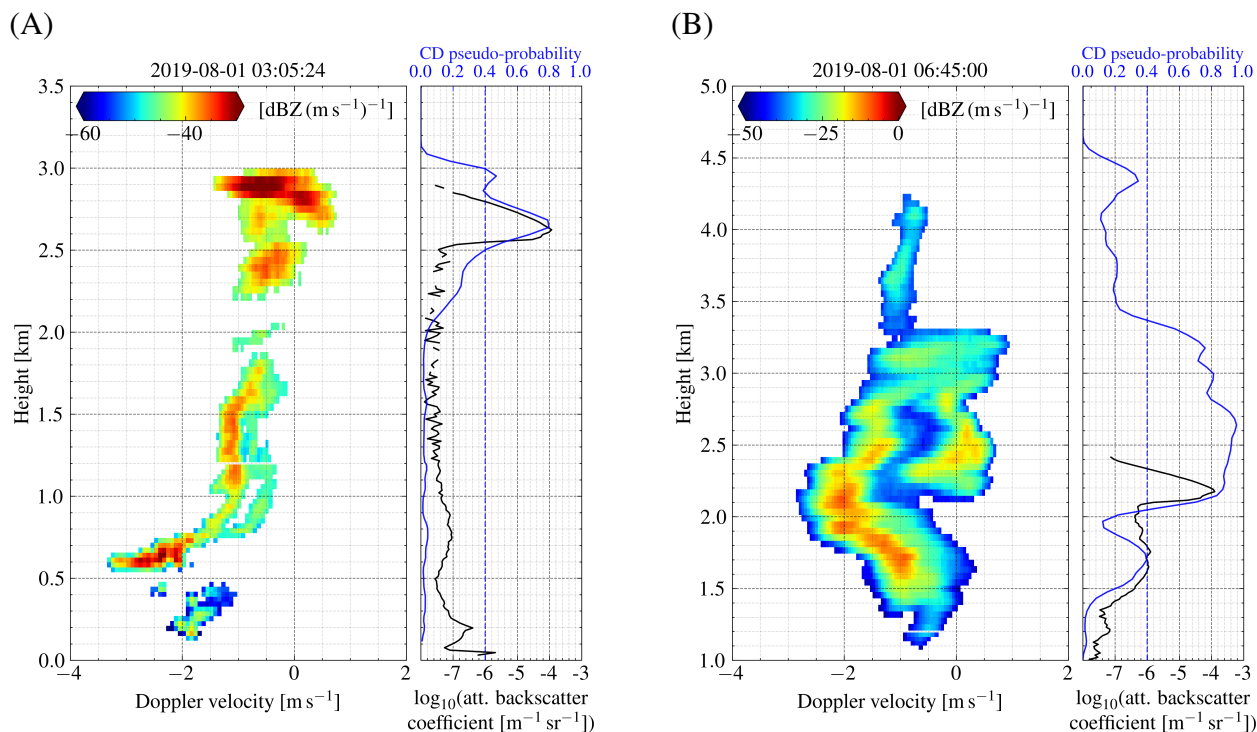 (A)
2019-08-01 03:05:24
[dBZ (m s⁻¹)⁻¹]
−60 −40
3.5
3.0
2.5
2.0
1.5
1.0
0.5
0.0
Height [km]
−4 −2 0 2
Doppler velocity [m s⁻¹]
CD pseudo-probability
0.0 0.2 0.4 0.6 0.8 1.0
-7 -6 -5 -4 -3
log₁₀(att. backscatter
coefficient [m⁻¹ sr⁻¹])
(B)
2019-08-01 06:45:00
[dBZ (m s⁻¹)⁻¹]
−50 −25 0
5.0
4.5
4.0
3.5
3.0
2.5
2.0
1.5
1.0
Height [km]
−4 −2 0 2
Doppler velocity [m s⁻¹]
CD pseudo-probability
0.0 0.2 0.4 0.6 0.8 1.0
-7 -6 -5 -4 -3
log₁₀(att. backscatter
coefficient [m⁻¹ sr⁻¹])